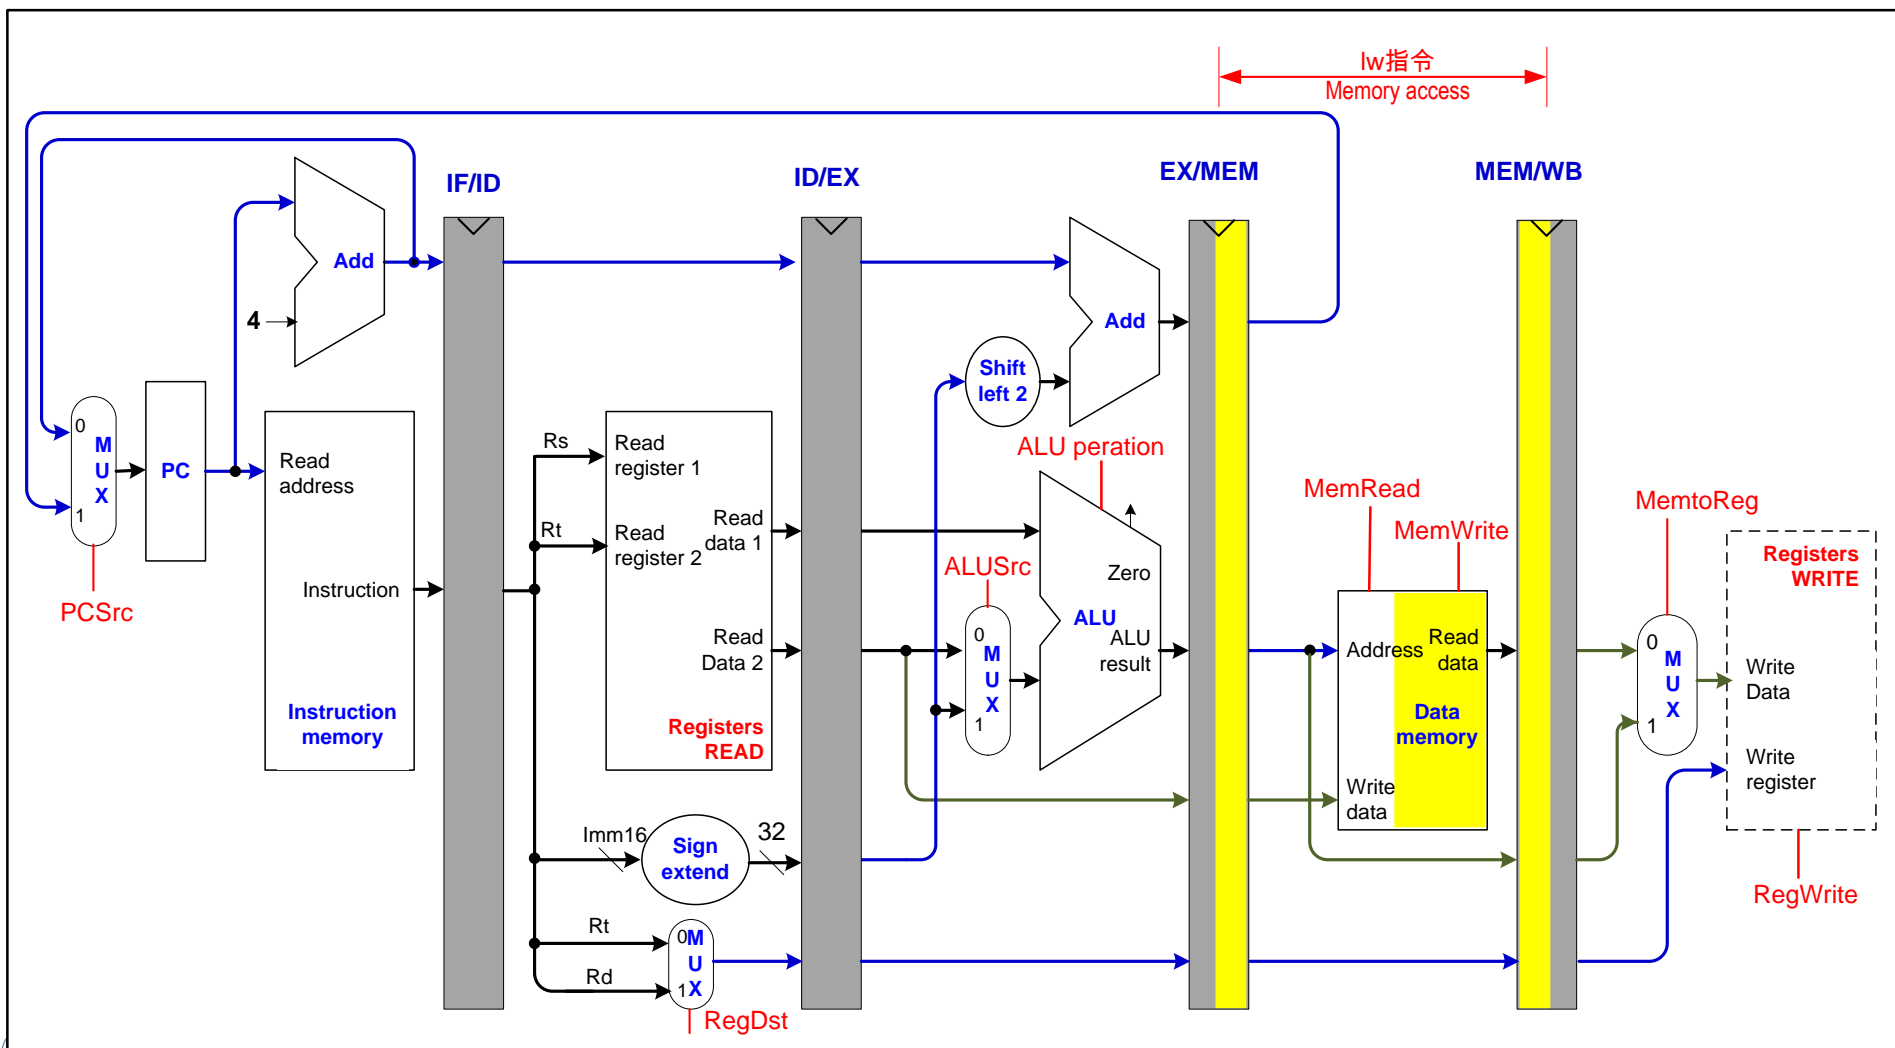 lw指令
Memory access
IF/ID
ID/EX
EX/MEM
MEM/WB
Add
4
Add
Shift
left 2
0
M
U
X
1
PC
PCSrc
Read
address
Instruction
Instruction
memory
Rs
Rt
Read
register 1
Read
register 2
Read
data 1
Read
Data 2
Registers
READ
ALU peration
ALUSrc
0
M
U
X
1
Zero
ALU
ALU
result
MemRead
MemWrite
Address
Read
data
Data
memory
Write
data
MemtoReg
0
M
U
X
1
Registers
WRITE
Write
Data
Write
register
RegWrite
Imm16
Sign
extend
32
Rt
Rd
0M
U
1X
RegDst